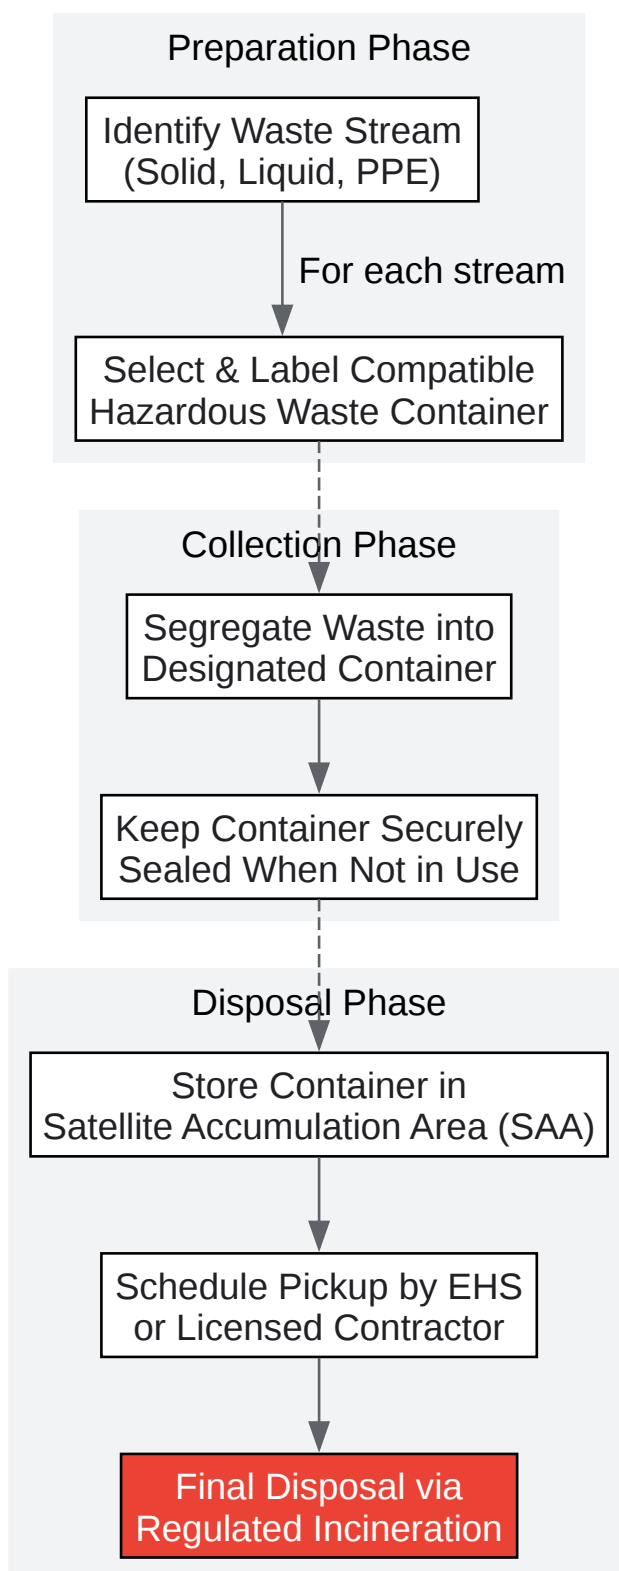 Preparation Phase
Identify Waste Stream
(Solid, Liquid, PPE)
For each stream
Select & Label Compatible
Hazardous Waste Container
Collection Phase
Segregate Waste into
Designated Container
Keep Container Securely
Sealed When Not in Use
Disposal Phase
Store Container in
Satellite Accumulation Area (SAA)
Schedule Pickup by EHS
or Licensed Contractor
Final Disposal via
Regulated Incineration